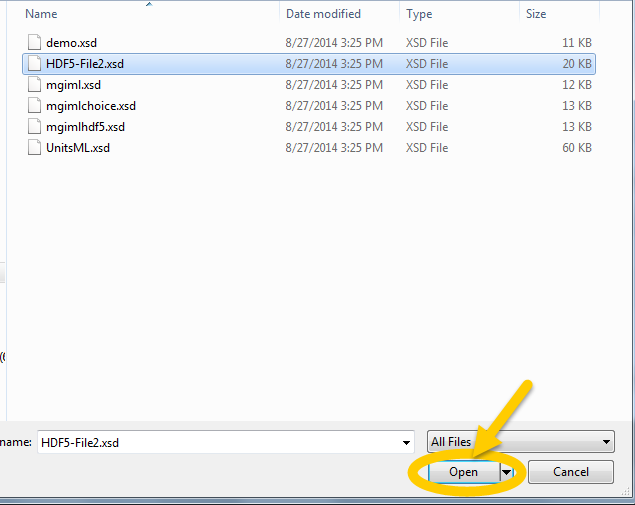 Name Date modified Type Size
demo.xsd 8/27/2014 3:25 PM XSD File 11 KB
HDF5-File2.xsd 8/27/2014 3:25 PM XSD File 20 KB
mgiml.xsd 8/27/2014 3:25 PM XSD File 12 KB
mgimlchoice.xsd 8/27/2014 3:25 PM XSD File 13 KB
mgimlhdf5.xsd 8/27/2014 3:25 PM XSD File 13 KB
UnitsML.xsd 8/27/2014 3:25 PM XSD File 60 KB
(6
name: HDF5-File2.xsd All Files
Open Cancel